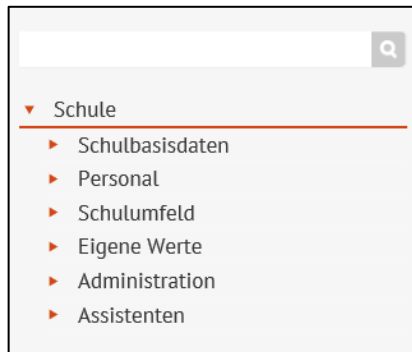 Schule
Schulbasisdaten
Personal
Schulumfeld
Eigene Werte
Administration
Assistenten